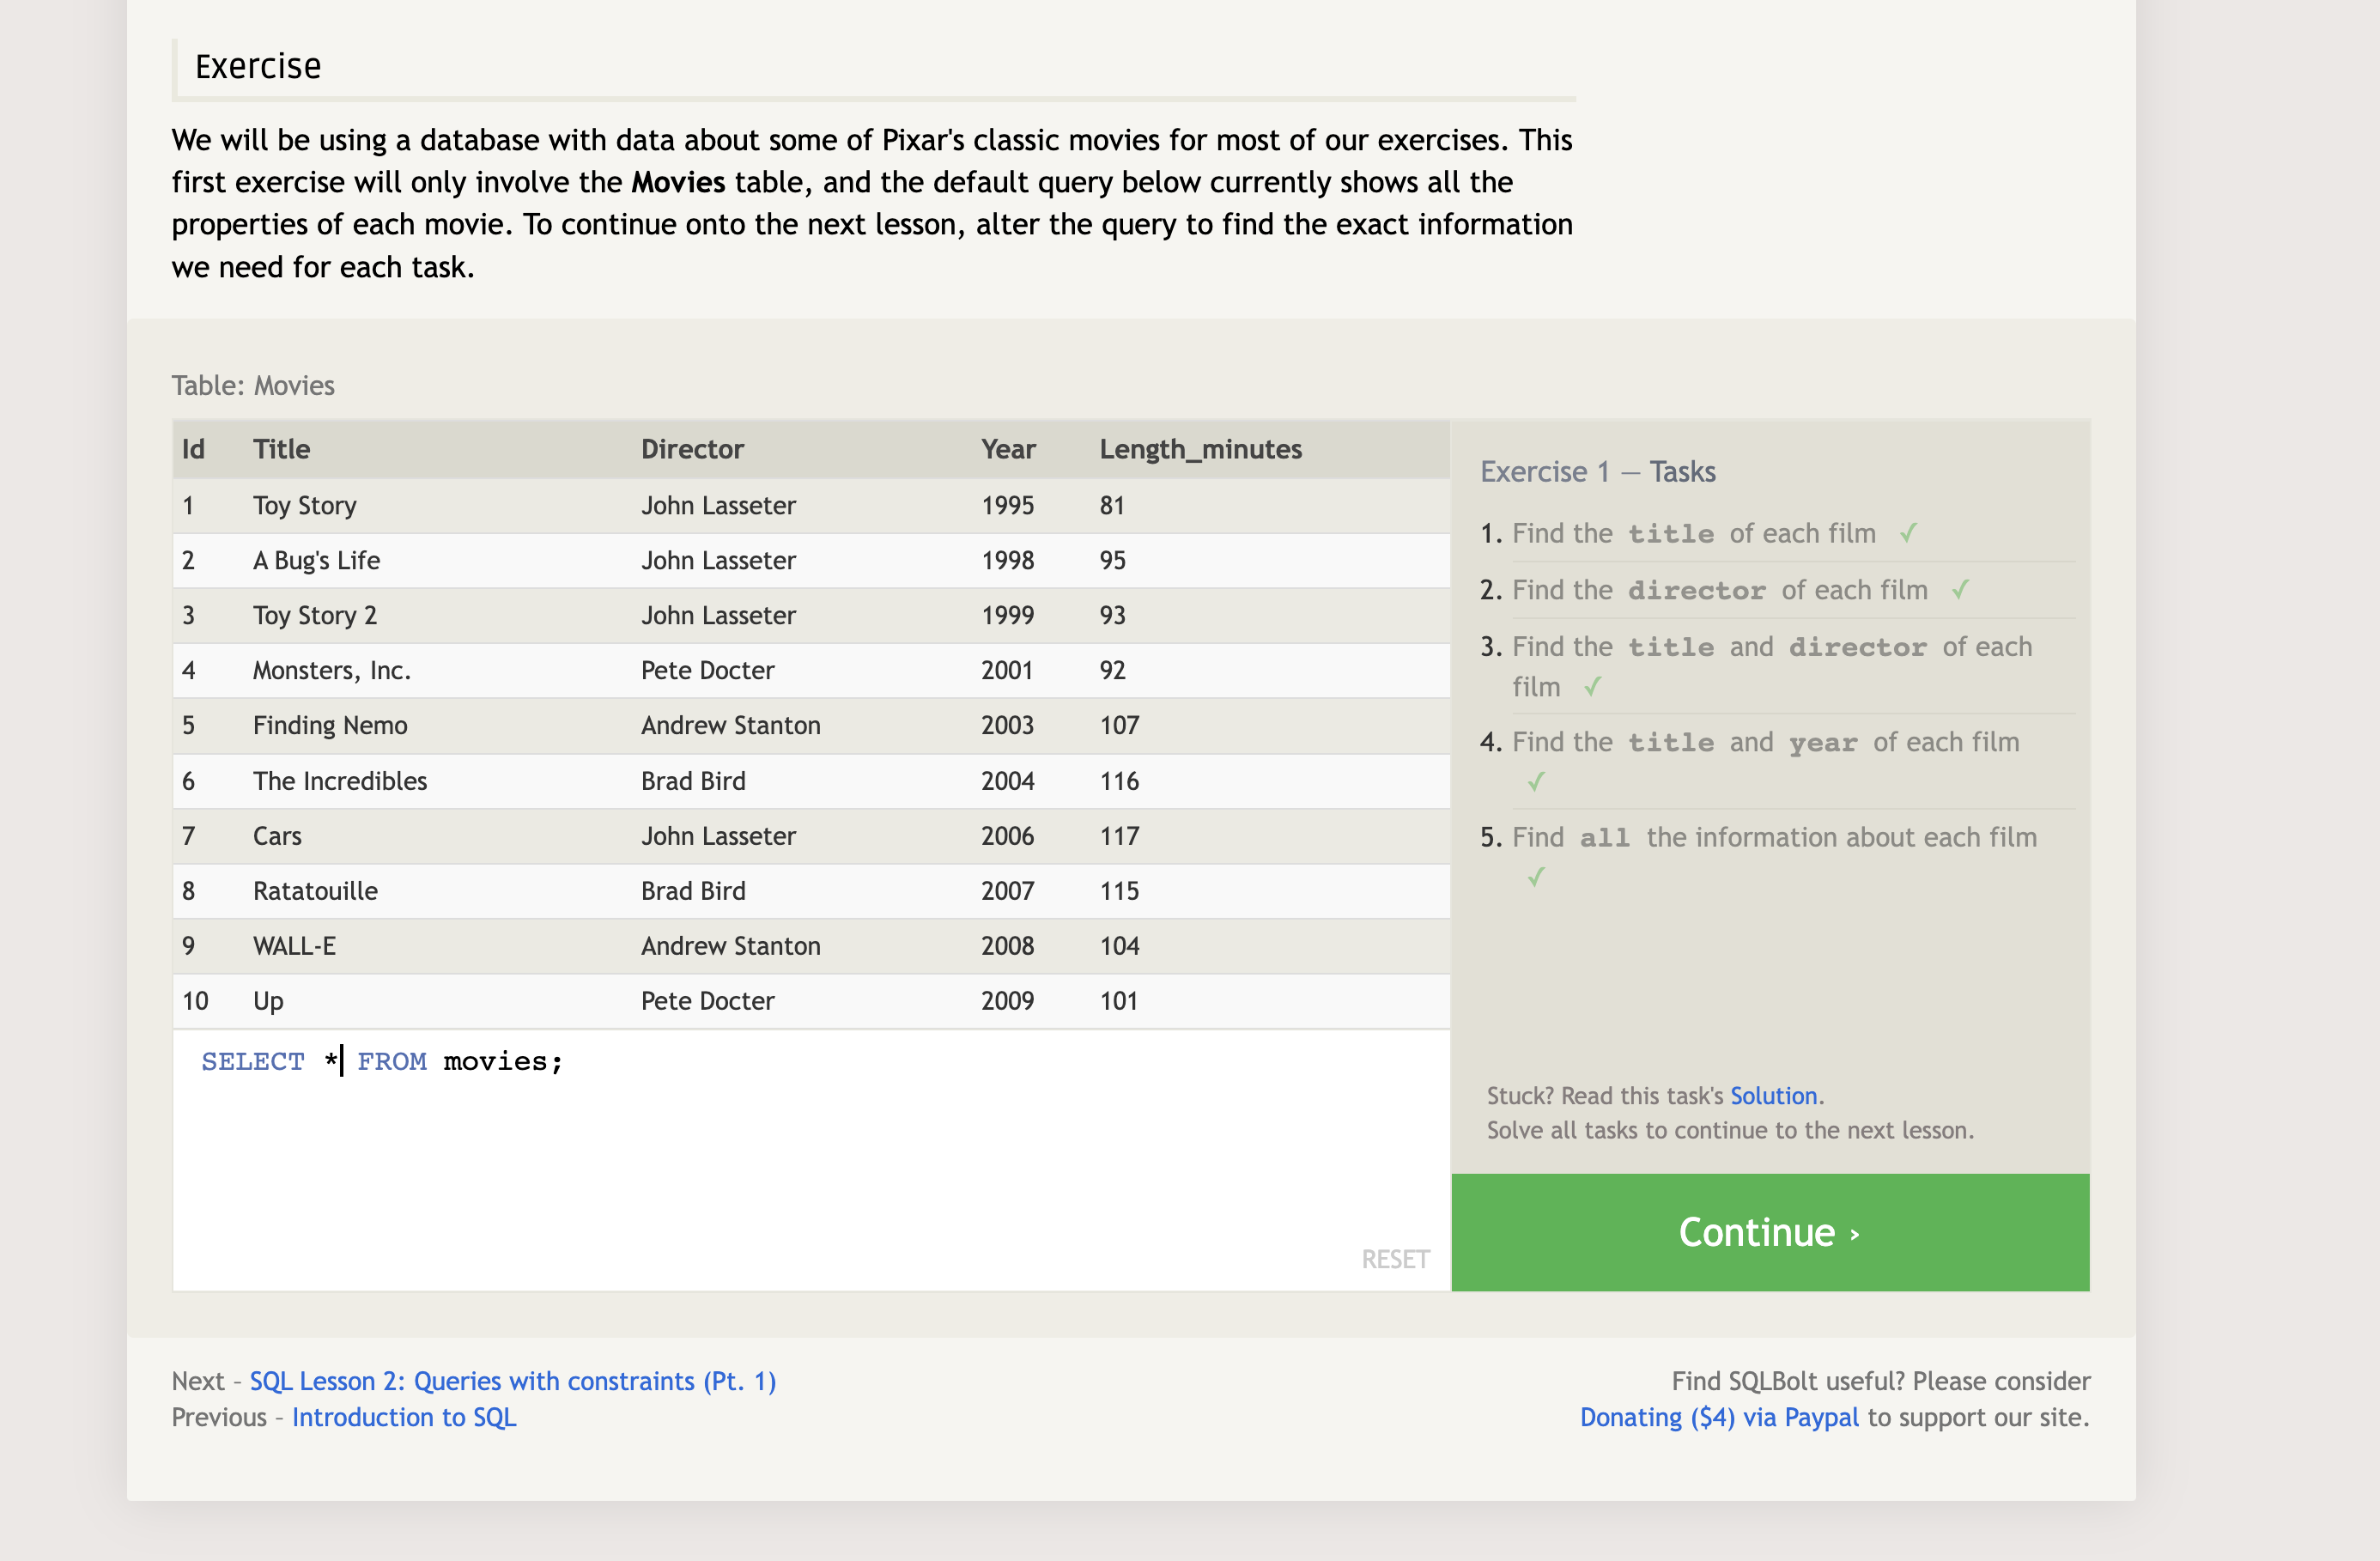 Exercise
We will be using a database with data about some of Pixar's classic movies for most of our exercises. This
first exercise will only involve the Movies table, and the default query below currently shows all the
properties of each movie. To continue onto the next lesson, alter the query to find the exact information
we need for each task.
Table: Movies
Id Title Director Year Length_minutes
1 Toy Story John Lasseter 1995 81
2 A Bug's Life John Lasseter 1998 95
3 Toy Story 2 John Lasseter 1999 93
4 Monsters, Inc. Pete Docter 2001 92
5 Finding Nemo Andrew Stanton 2003 107
6 The Incredibles Brad Bird 2004 116
7 Cars John Lasseter 2006 117
8 Ratatouille Brad Bird 2007 115
9 WALL-E Andrew Stanton 2008 104
10 Up Pete Docter 2009 101
SELECT * FROM movies;
RESET
Exercise 1 — Tasks
1. Find the title of each film ✓
2. Find the director of each film ✓
3. Find the title and director of each
film ✓
4. Find the title and year of each film
✓
5. Find all the information about each film
✓
Stuck? Read this task's Solution.
Solve all tasks to continue to the next lesson.
Continue ›
Next – SQL Lesson 2: Queries with constraints (Pt. 1)
Previous – Introduction to SQL
Find SQLBolt useful? Please consider
Donating ($4) via Paypal to support our site.